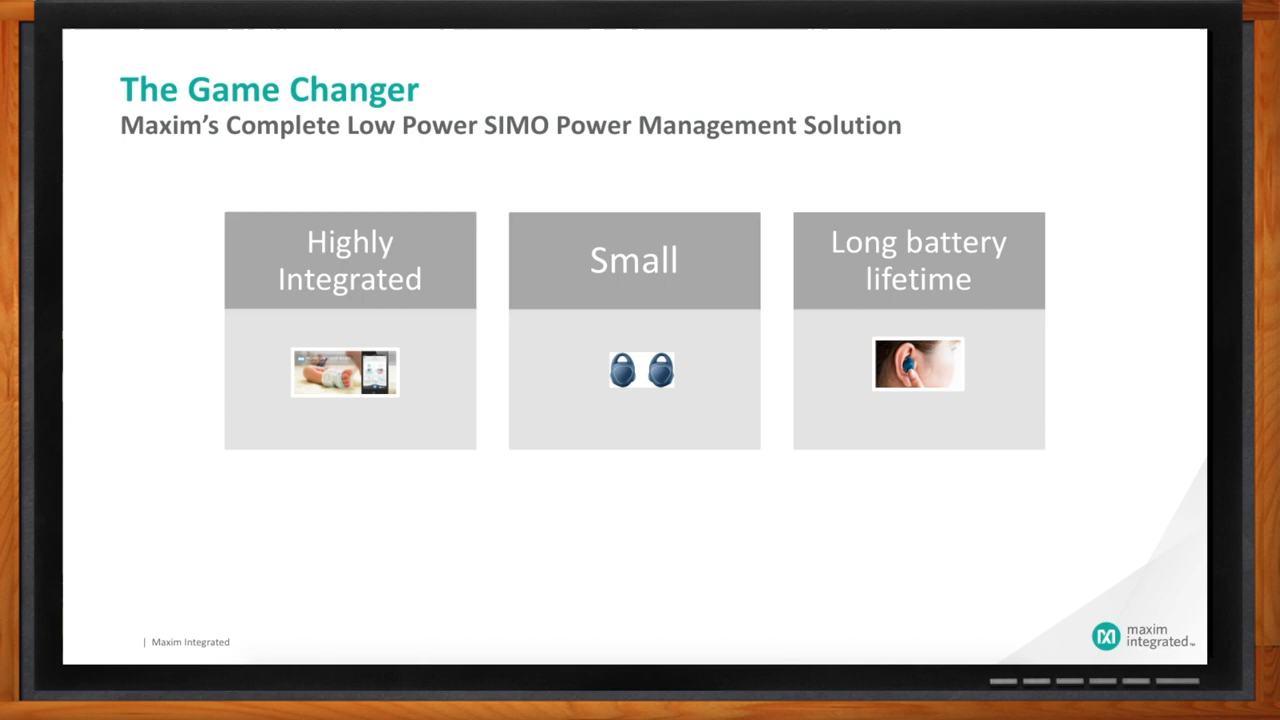 The Game Changer
Maxim's Complete Low Power SIMO Power Management Solution
Highly
Integrated
Small
Long battery
lifetime
| Maxim Integrated
maxim
integrated™